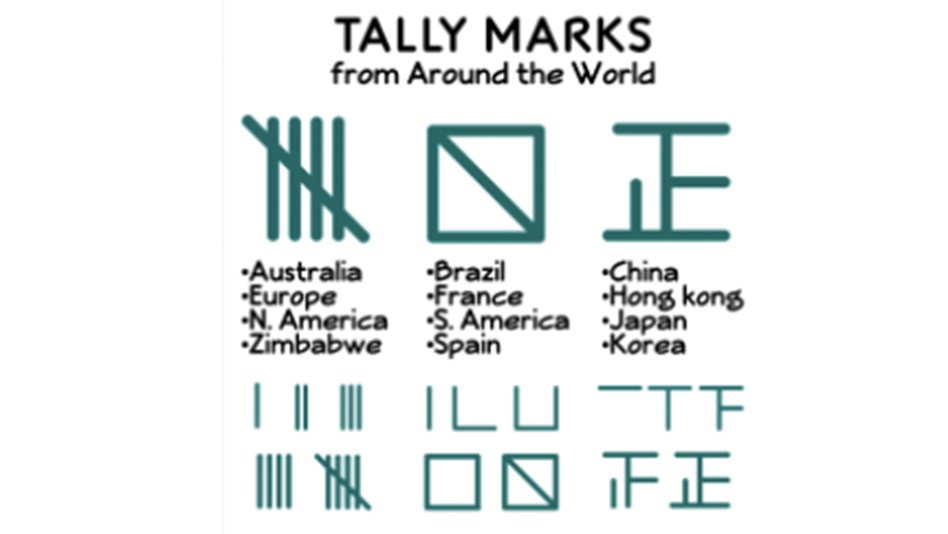 TALLY MARKS
from Around the World
•Australia
•Europe
•N. America
•Zimbabwe
•Brazil
•France
•S. America
•Spain
正
•China
•Hong kong
•Japan
•Korea